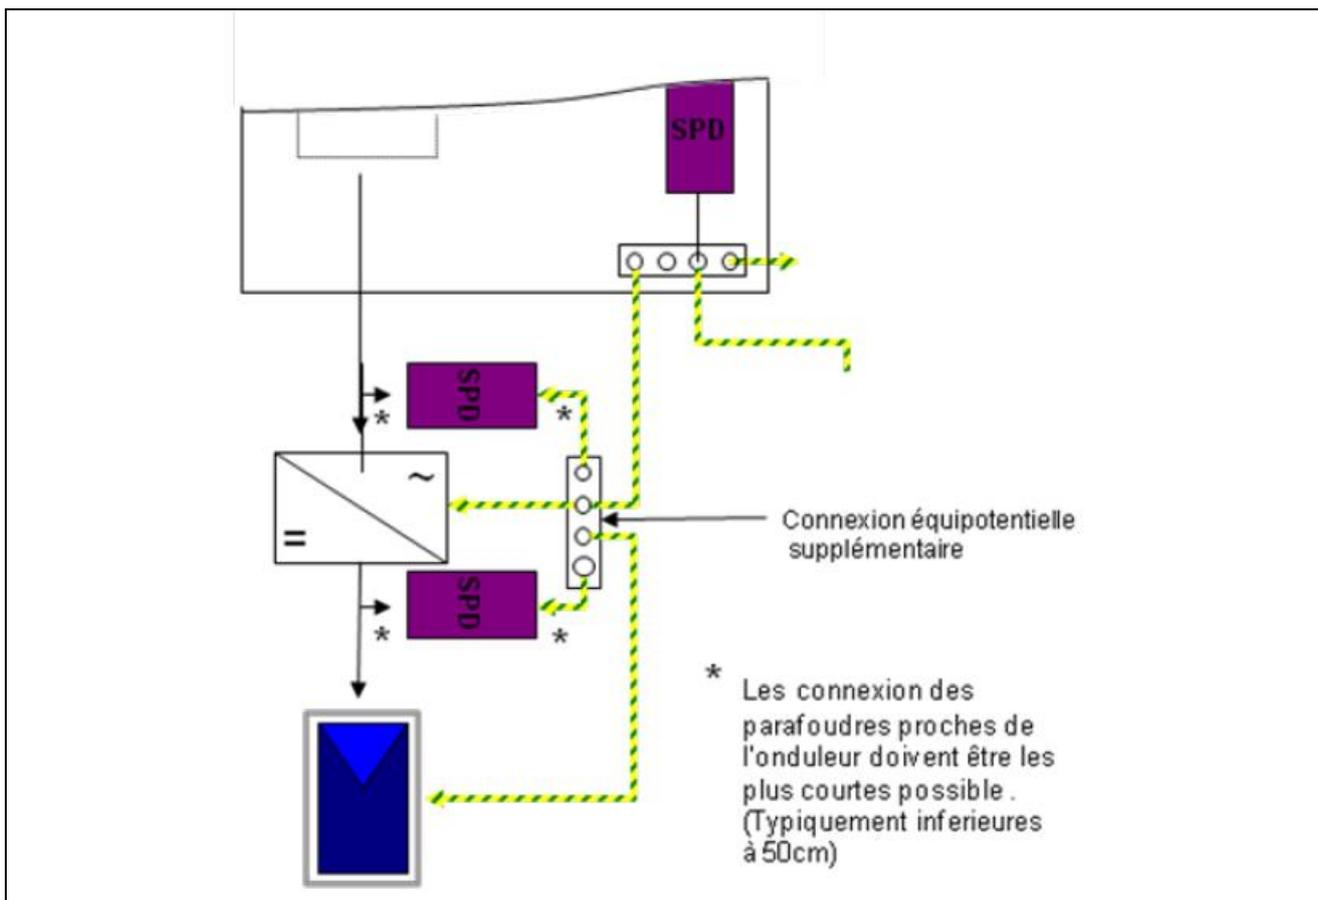 SPD
SPD
*
*
~
=
Connexion équipotentielle
supplémentaire
SPD
*
*
*
Les connexion des
parafoudres proches de
l'onduleur doivent être les
plus courtes possible .
(Typiquement inferieures
à 50cm)